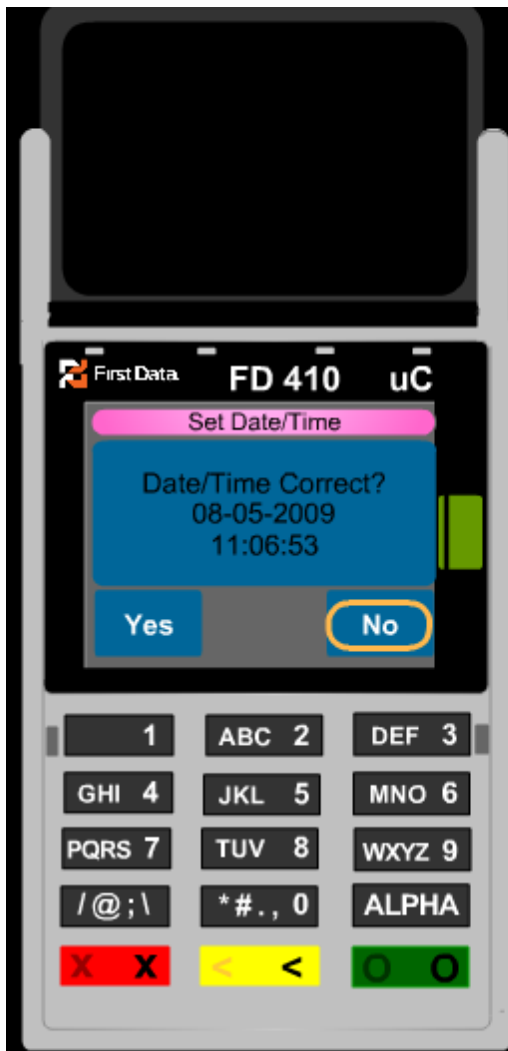 First Data. FD 410 uC
Set Date/Time
Date/Time Correct?
08-05-2009
11:06:53
Yes No
1 ABC 2 DEF 3
GHI 4 JKL 5 MNO 6
PQRS 7 TUV 8 WXYZ 9
/@;\ *#., 0 ALPHA
X X < < O O